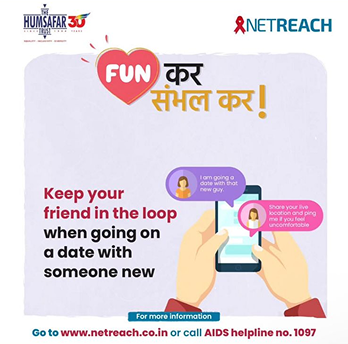 THE
HUMSAFAR 30
TRUST
NETREACH
FUN कर
संभल कर!
I am going a
date with that
new guy.
Share your live
location and ping
me if you feel
uncomfortable
Keep your
friend in the loop
when going on
a date with
someone new
For more information
Go to www.netreach.co.in or call AIDS helpline no. 1097